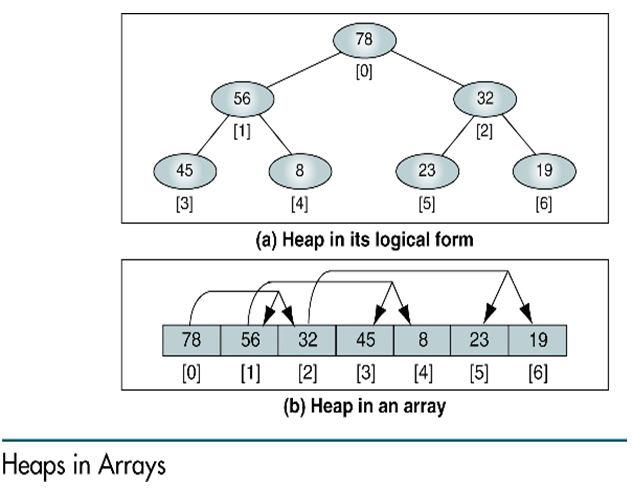 78
[0]
56 32
[1] [2]
45 8 23 19
[3] [4] [5] [6]
(a) Heap in its logical form
78 56 32 45 8 23 19
[0] [1] [2] [3] [4] [5] [6]
(b) Heap in an array
Heaps in Arrays